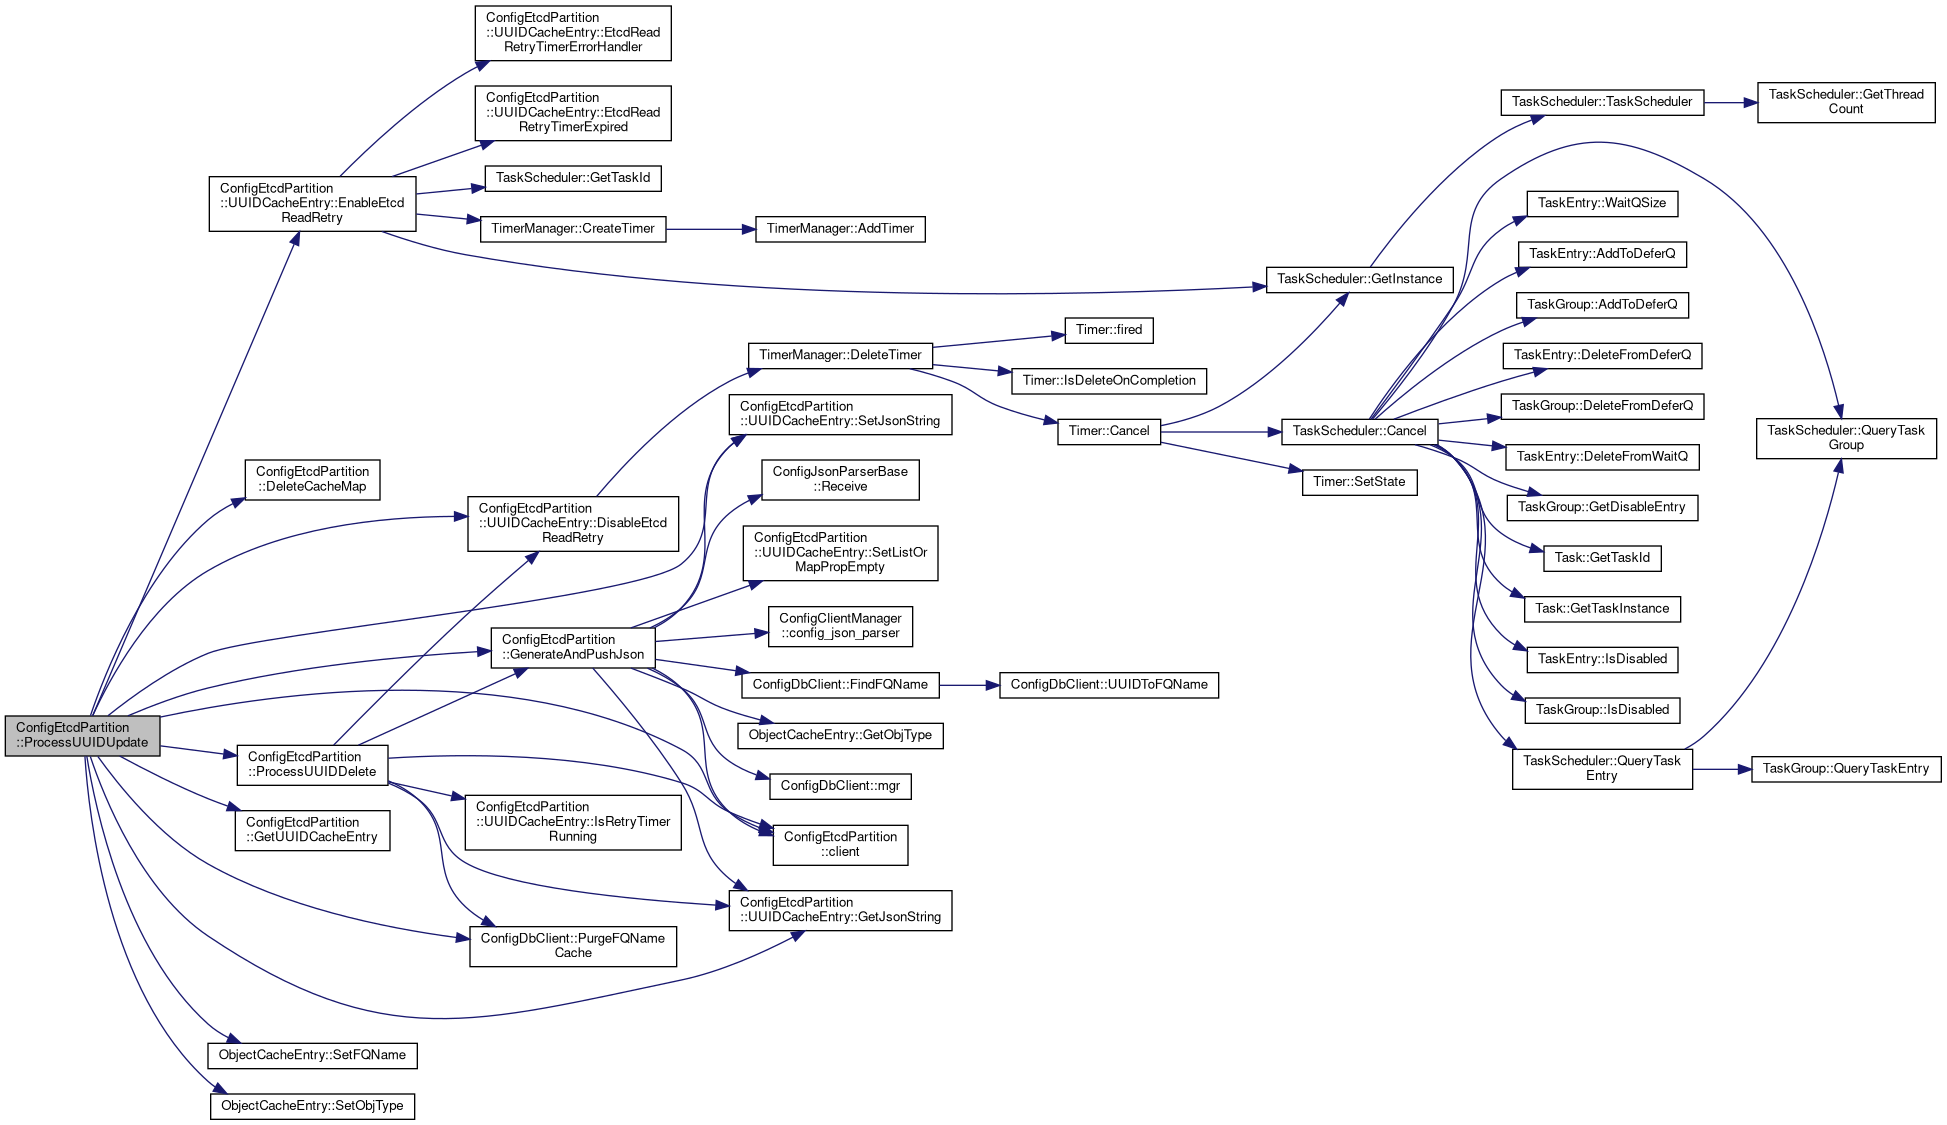 ConfigEtcdPartition
::UUIDCacheEntry::EtcdRead
RetryTimerErrorHandler
ConfigEtcdPartition
::UUIDCacheEntry::EtcdRead
RetryTimerExpired
TaskScheduler::GetTaskId
ConfigEtcdPartition
::UUIDCacheEntry::EnableEtcd
ReadRetry
TimerManager::CreateTimer
TimerManager::AddTimer
TaskScheduler::TaskScheduler
TaskScheduler::GetThread
Count
TaskScheduler::GetInstance
TaskEntry::WaitQSize
TaskEntry::AddToDeferQ
TaskGroup::AddToDeferQ
Timer::fired
TimerManager::DeleteTimer
Timer::IsDeleteOnCompletion
TaskEntry::DeleteFromDeferQ
ConfigEtcdPartition
::UUIDCacheEntry::SetJsonString
Timer::Cancel
TaskScheduler::Cancel
TaskGroup::DeleteFromDeferQ
TaskScheduler::QueryTask
Group
TaskEntry::DeleteFromWaitQ
Timer::SetState
ConfigEtcdPartition
::DeleteCacheMap
ConfigJsonParserBase
::Receive
TaskGroup::GetDisableEntry
ConfigEtcdPartition
::UUIDCacheEntry::DisableEtcd
ReadRetry
ConfigEtcdPartition
::UUIDCacheEntry::SetListOr
MapPropEmpty
Task::GetTaskId
Task::GetTaskInstance
ConfigEtcdPartition
::GenerateAndPushJson
ConfigClientManager
::config_json_parser
TaskEntry::IsDisabled
ConfigDbClient::FindFQName
ConfigDbClient::UUIDToFQName
TaskGroup::IsDisabled
ConfigEtcdPartition
::ProcessUUIDUpdate
ObjectCacheEntry::GetObjType
ConfigEtcdPartition
::ProcessUUIDDelete
TaskScheduler::QueryTask
Entry
TaskGroup::QueryTaskEntry
ConfigDbClient::mgr
ConfigEtcdPartition
::GetUUIDCacheEntry
ConfigEtcdPartition
::UUIDCacheEntry::IsRetryTimer
Running
ConfigEtcdPartition
::client
ConfigEtcdPartition
::UUIDCacheEntry::GetJsonString
ConfigDbClient::PurgeFQName
Cache
ObjectCacheEntry::SetFQName
ObjectCacheEntry::SetObjType